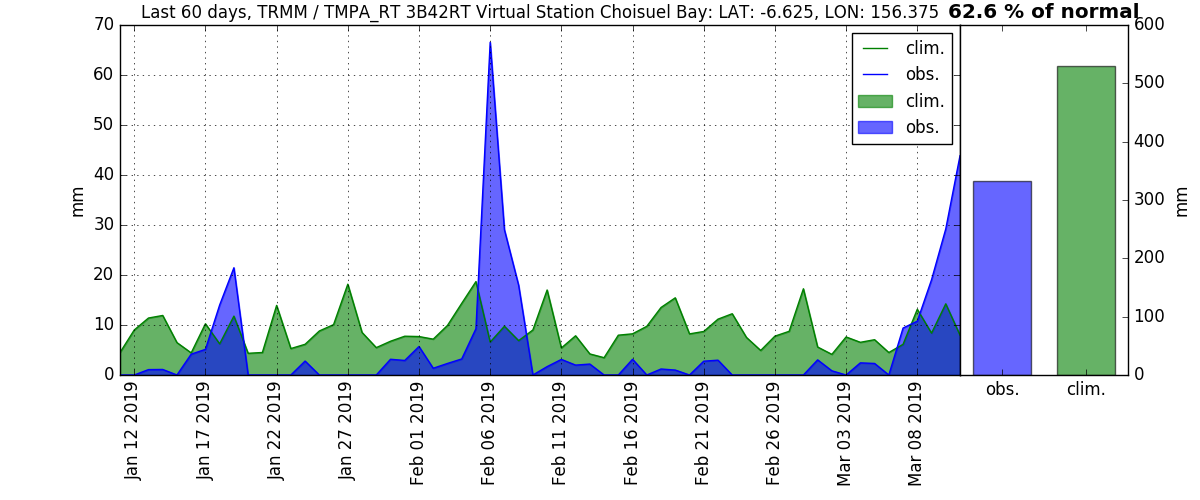 Last 60 days, TRMM / TMPA_RT 3B42RT Virtual Station Choisuel Bay: LAT: -6.625, LON: 156.375 62.6 % of normal
70
60
50
40
30
20
10
0
mm
clim.
obs.
clim.
obs.
Jan 12 2019
Jan 17 2019
Jan 22 2019
Jan 27 2019
Feb 01 2019
Feb 06 2019
Feb 11 2019
Feb 16 2019
Feb 21 2019
Feb 26 2019
Mar 03 2019
Mar 08 2019
600
500
400
300
200
100
0
mm
obs.
clim.